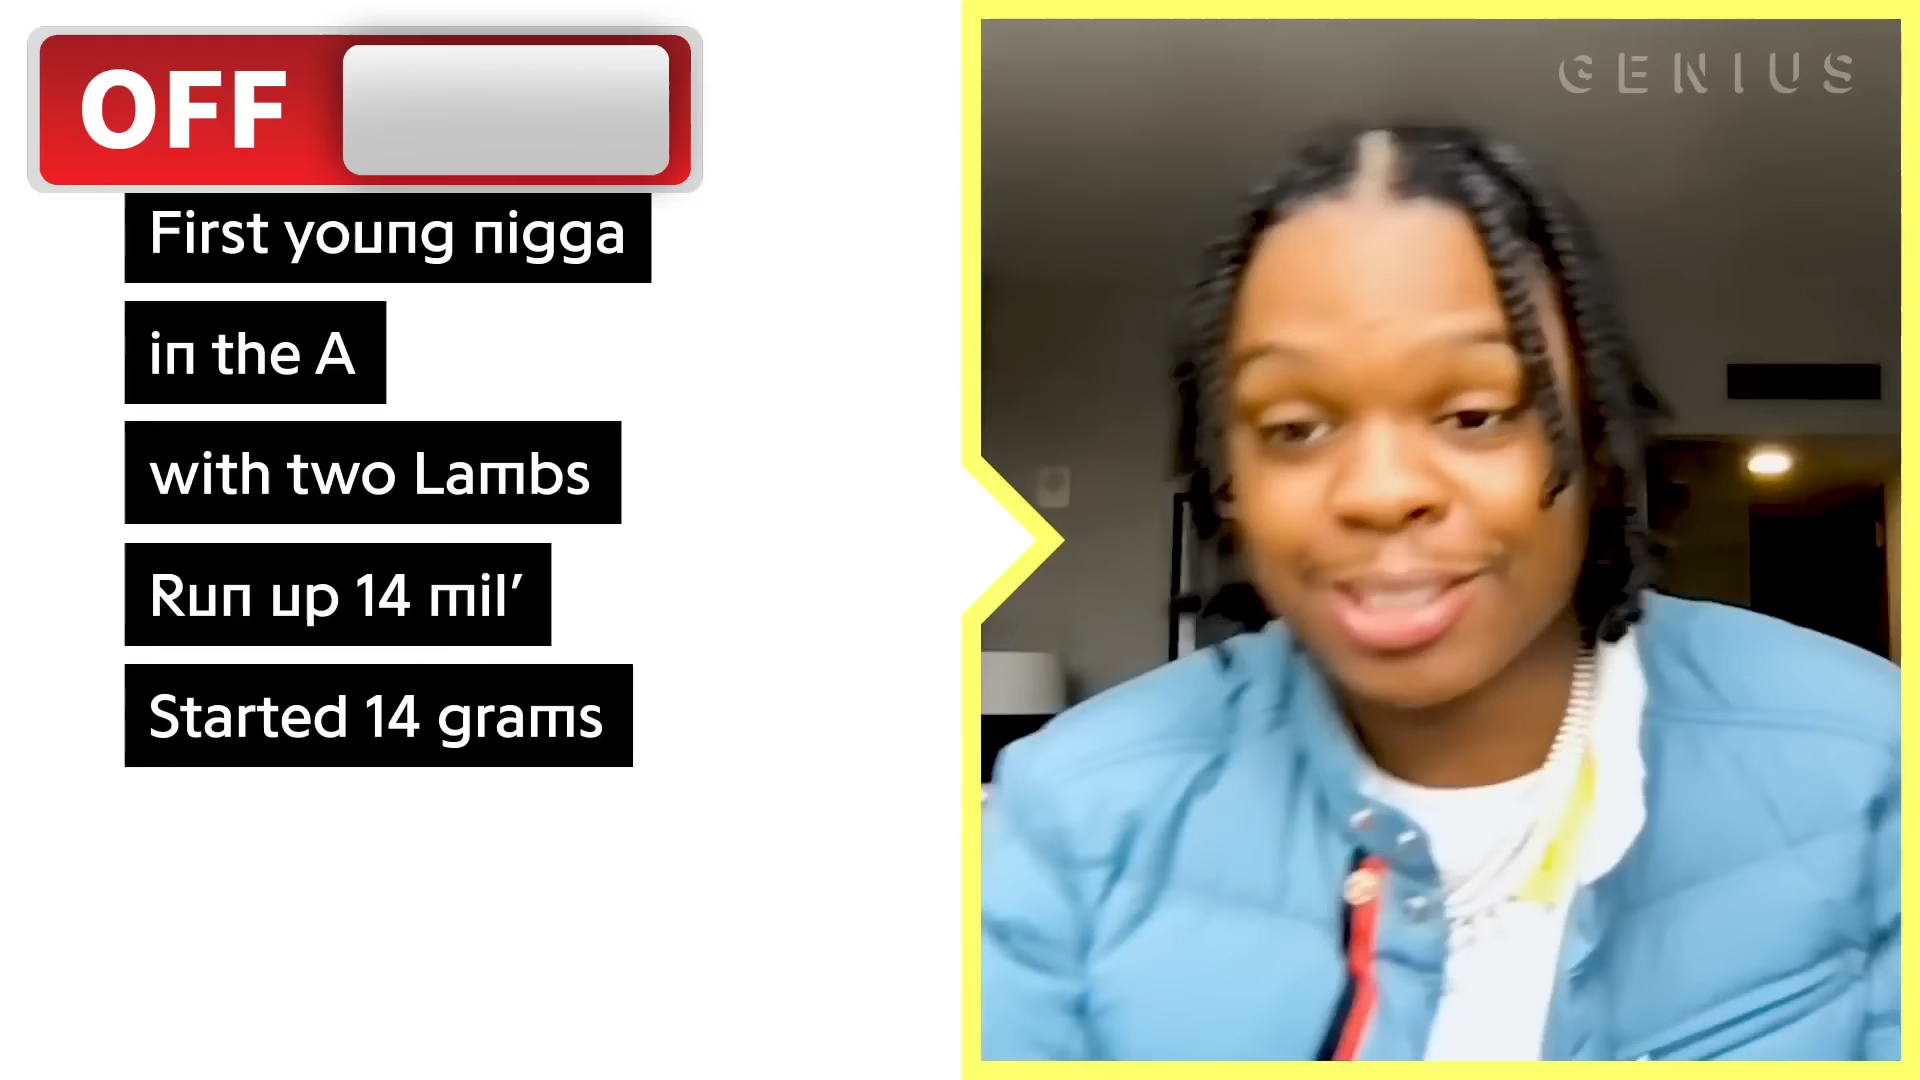 OFF
GENIUS
First young nigga
in the A
with two Lambs
Run up 14 mil’
Started 14 grams